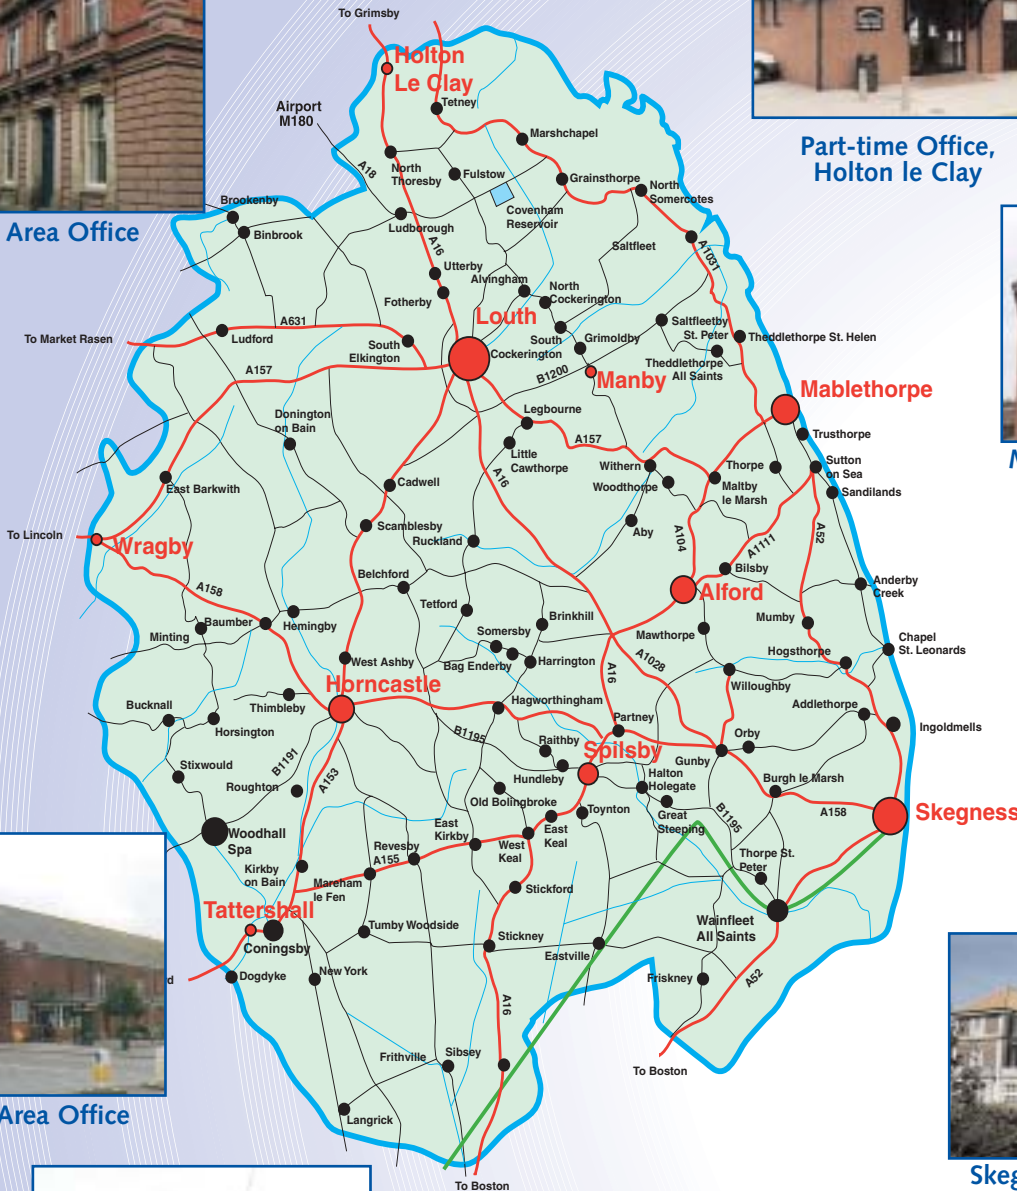 To Grimsby
Holton
Le Clay
Airport
M180
Tetney
Marshchapel
Part-time Office,
Holton le Clay
A18
North
Thoresby
Fulstow
Grainsthorpe
North
Somercotes
Brookenby
Binbrook
Area Office
Ludborough
Covenham
Reservoir
A16
Saltfleet
A1031
Utterby
Alvingham
Fotherby
North
Cockerington
Louth
A631
To Market Rasen
Ludford
South
Elkington
South
Cockerington
Grimoldby
Saltfleetby
St. Peter
Theddlethorpe St. Helen
Theddlethorpe
All Saints
B1200
Manby
Mablethorpe
A157
Donington
on Bain
Legbourne
A157
Little
Cawthorpe
Trusthorpe
Withern
Woodthorpe
Thorpe
Maltby
le Marsh
Sutton
on Sea
Sandilands
East Barkwith
Cadwell
A16
Scamblesby
Ruckland
Aby
A104
A1111
A52
To Lincoln
Wragby
A158
Belchford
Bilsby
Alford
Anderby
Creek
Tetford
Brinkhill
Mumby
Baumber
Hemingby
Minting
Somersby
Mawthorpe
Hogsthorpe
Chapel
St. Leonards
West Ashby
Bag Enderby
Harrington
A16
A1028
Willoughby
Horncastle
Thimbleby
Bucknall
Horsington
Hagworthingham
Partney
Addlethorpe
Ingoldmells
B1195
Raithby
Spilsby
Orby
Gunby
Stixwould
B1191
A153
Roughton
Hundleby
Halton
Holegate
Burgh le Marsh
Old Bolingbroke
Toynton
Great
Steeping
B1195
A158
Skegness
Woodhall
Spa
East
Kirkby
West
Keal
East
Keal
Revesby
A155
Kirkby
on Bain
Mareham
le Fen
Thorpe St.
Peter
Stickford
Tattershall
Coningsby
Tumby Woodside
Stickney
Wainfleet
All Saints
Eastville
d
Dogdyke
New York
Friskney
A52
A16
Frithville
Sibsey
To Boston
Area Office
Langrick
To Boston
M
Skeg